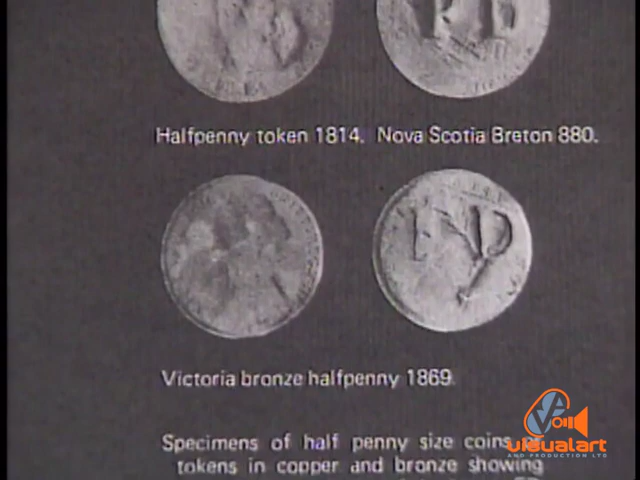 Halfpenny token 1814. Nova Scotia Breton 880.
Victoria bronze halfpenny 1869.
Specimens of half penny size coins or
tokens in copper and bronze showing
visualart
AND PRODUCTION LTD